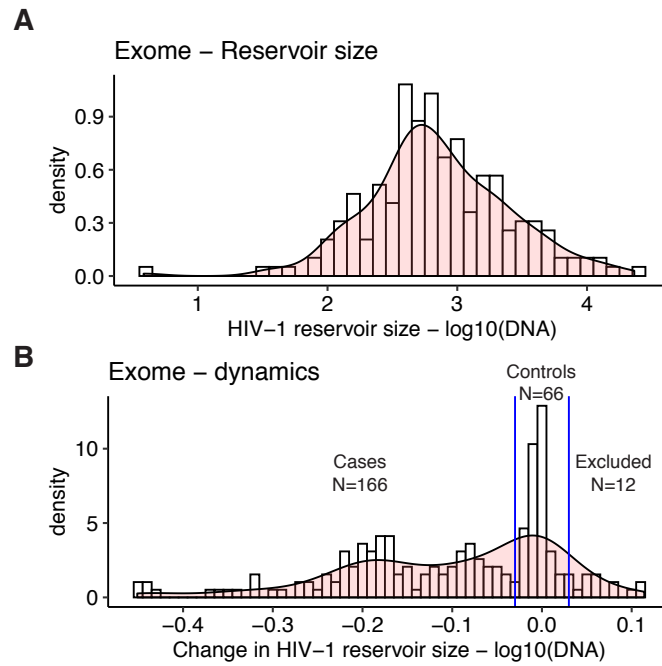 A
Exome – Reservoir size
density
0.9
0.6
0.3
0.0
1 2 3 4
HIV−1 reservoir size − log10(DNA)
B
Exome – dynamics
Controls
N=66
Cases
N=166
Excluded
N=12
density
10
5
0
−0.4 −0.3 −0.2 −0.1 0.0 0.1
Change in HIV−1 reservoir size − log10(DNA)